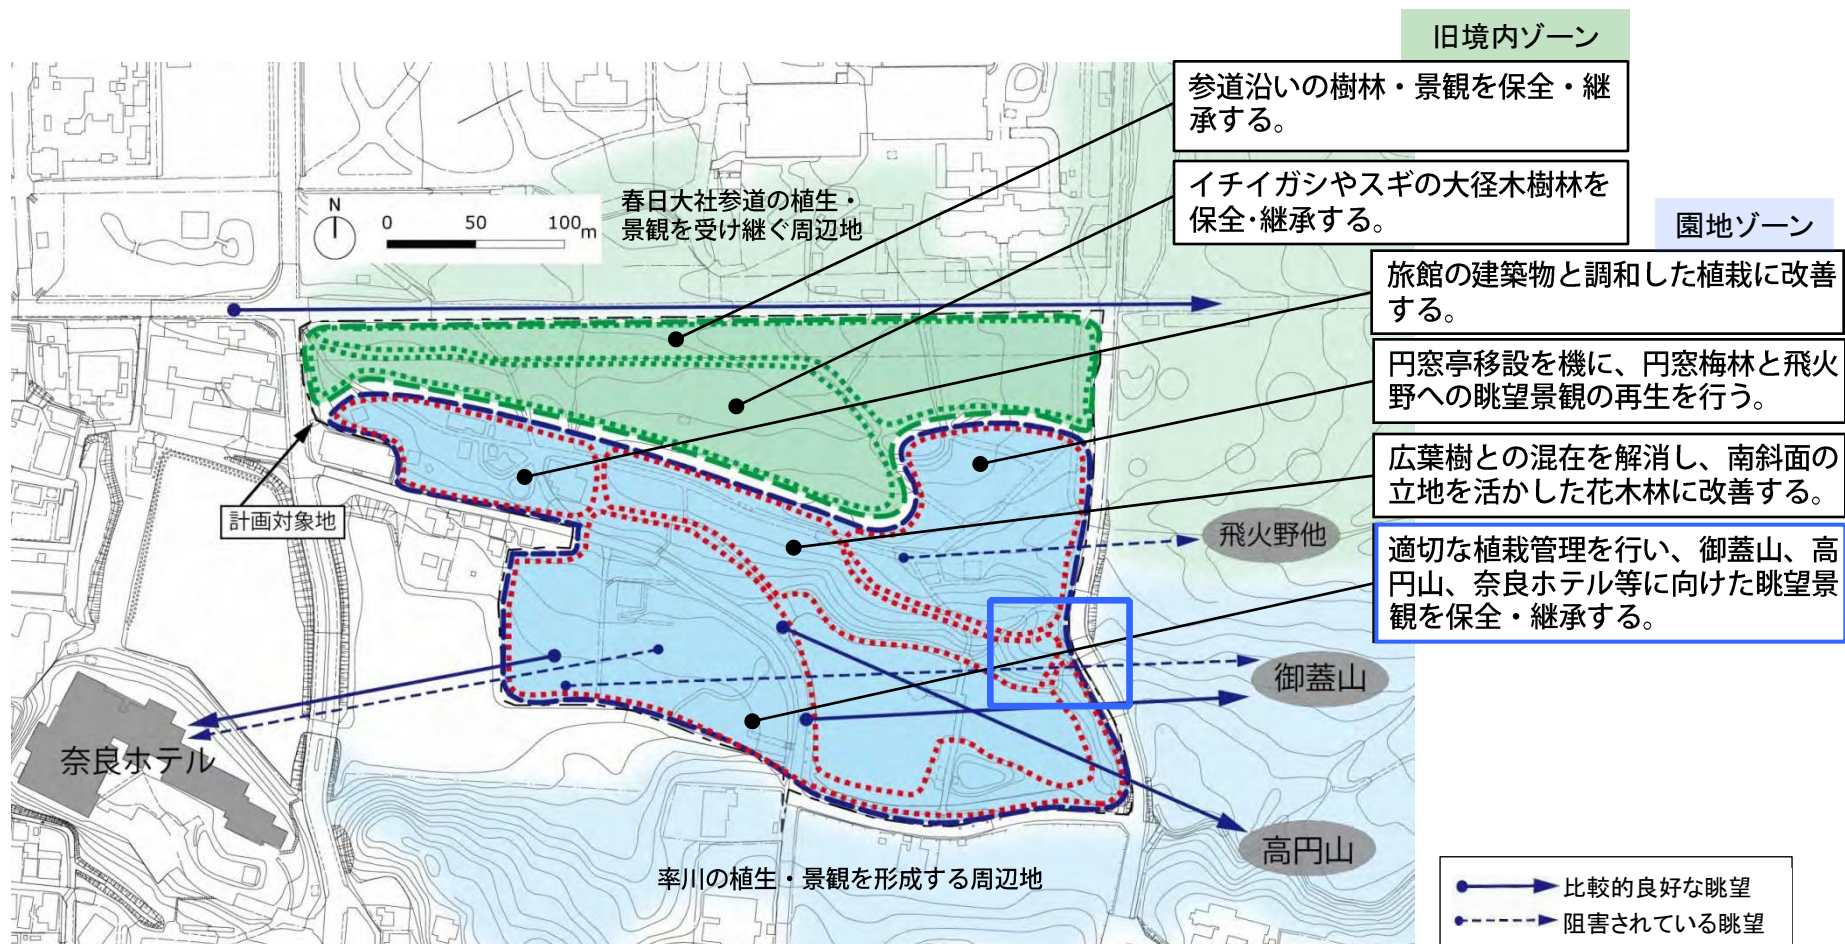 旧境内ゾーン
参道沿いの樹林・景観を保全・継
承する。
イチイガシやスギの大径木樹林を
保全・継承する。
園地ゾーン
旅館の建築物と調和した植栽に改善
する。
円窓亭移設を機に、円窓梅林と飛火
野への眺望景観の再生を行う。
広葉樹との混在を解消し、南斜面の
立地を活かした花木林に改善する。
適切な植栽管理を行い、御蓋山、高
円山、奈良ホテル等に向けた眺望景
観を保全・継承する。
N
0 50 100m
春日大社参道の植生・
景観を受け継ぐ周辺地
計画対象地
飛火野他
御蓋山
高円山
奈良ホテル
率川の植生・景観を形成する周辺地
比較的良好な眺望
阻害されている眺望